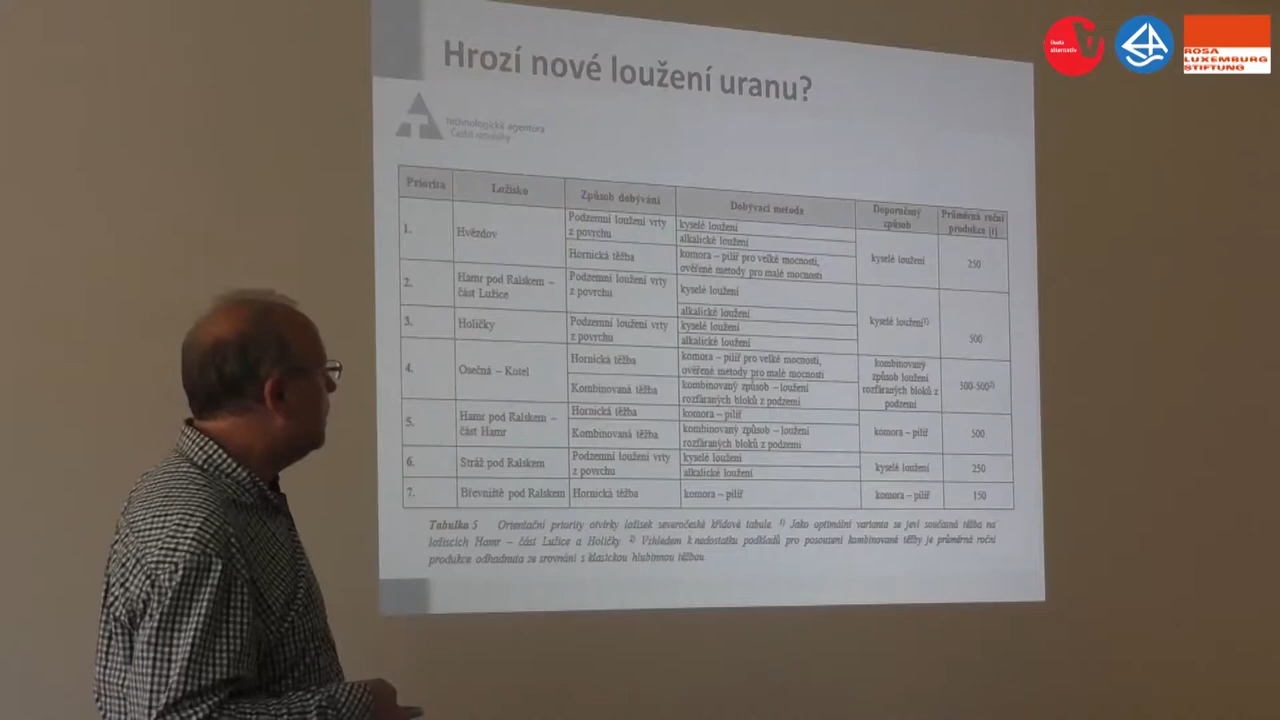 Hrozí nové loužení uranu?
technologická agentura
České republiky
Priorita Ložisko Způsob dobývání Dobývací metoda Doporučený způsob Průměrná roční produkce [t]
1. Hvězdov Podzemní loužení vrty z povrchu kyselé loužení
alkalické loužení
Hornická těžba komora – pilíř pro velké mocnosti, ověřené metody pro malé mocnosti
kyselé loužení 250
2. Hamr pod Ralskem – část Lužice Podzemní loužení vrty z povrchu kyselé loužení
alkalické loužení
3. Holičky Podzemní loužení vrty z povrchu kyselé loužení
alkalické loužení
kyselé loužení¹⁾ 500
4. Osečná – Kotel Hornická těžba komora – pilíř pro velké mocnosti, ověřené metody pro malé mocnosti
Kombinovaná těžba kombinovaný způsob – loužení rozfáraných bloků z podzemí
kombinovaný způsob loužení rozfáraných bloků z podzemí 300-500²⁾
5. Hamr pod Ralskem – část Hamr Hornická těžba komora – pilíř
Kombinovaná těžba kombinovaný způsob – loužení rozfáraných bloků z podzemí
komora – pilíř 500
6. Stráž pod Ralskem Podzemní loužení vrty z povrchu kyselé loužení
alkalické loužení
kyselé loužení 250
7. Břevniště pod Ralskem Hornická těžba komora – pilíř komora – pilíř 150
Tabulka 5 Orientační priority otvírky ložisek severočeské křídové tabule. ¹⁾ Jako optimální varianta se jeví současná těžba na
ložiscích Hamr – část Lužice a Holičky. ²⁾ Vzhledem k nedostatku podkladů pro posouzení kombinované těžby je průměrná roční
produkce odhadnuta ze srovnání s klasickou hlubinnou těžbou.
alternativ
ROSA
LUXEMBURG
STIFTUNG